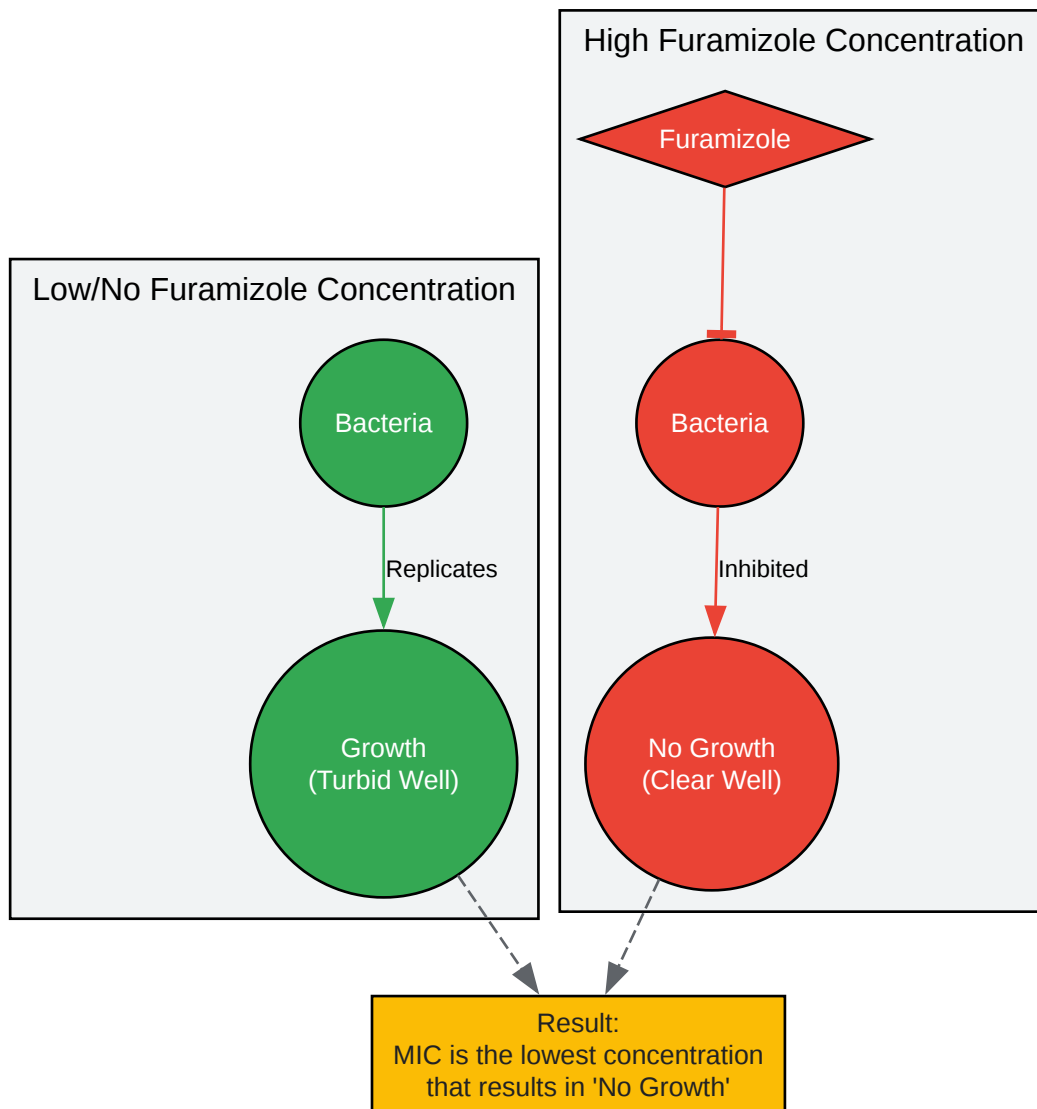 High Furamizole Concentration
Furamizole
Low/No Furamizole Concentration
Bacteria
Bacteria
Replicates
Inhibited
Growth
(Turbid Well)
No Growth
(Clear Well)
Result:
MIC is the lowest concentration
that results in 'No Growth'